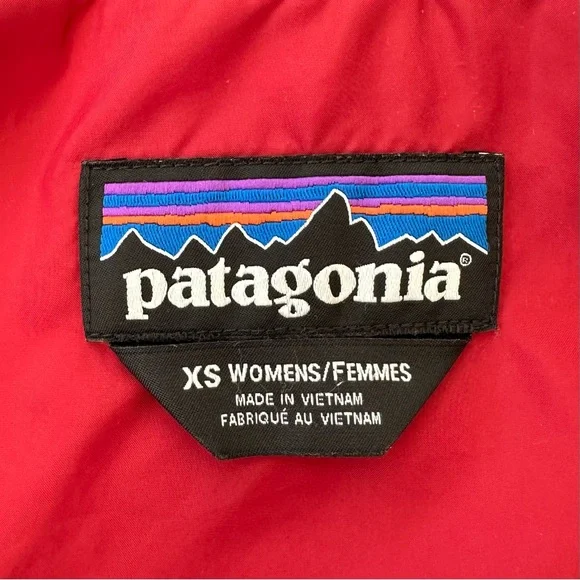 patagonia®
XS WOMENS/FEMMES
MADE IN VIETNAM
FABRIQUÉ AU VIETNAM